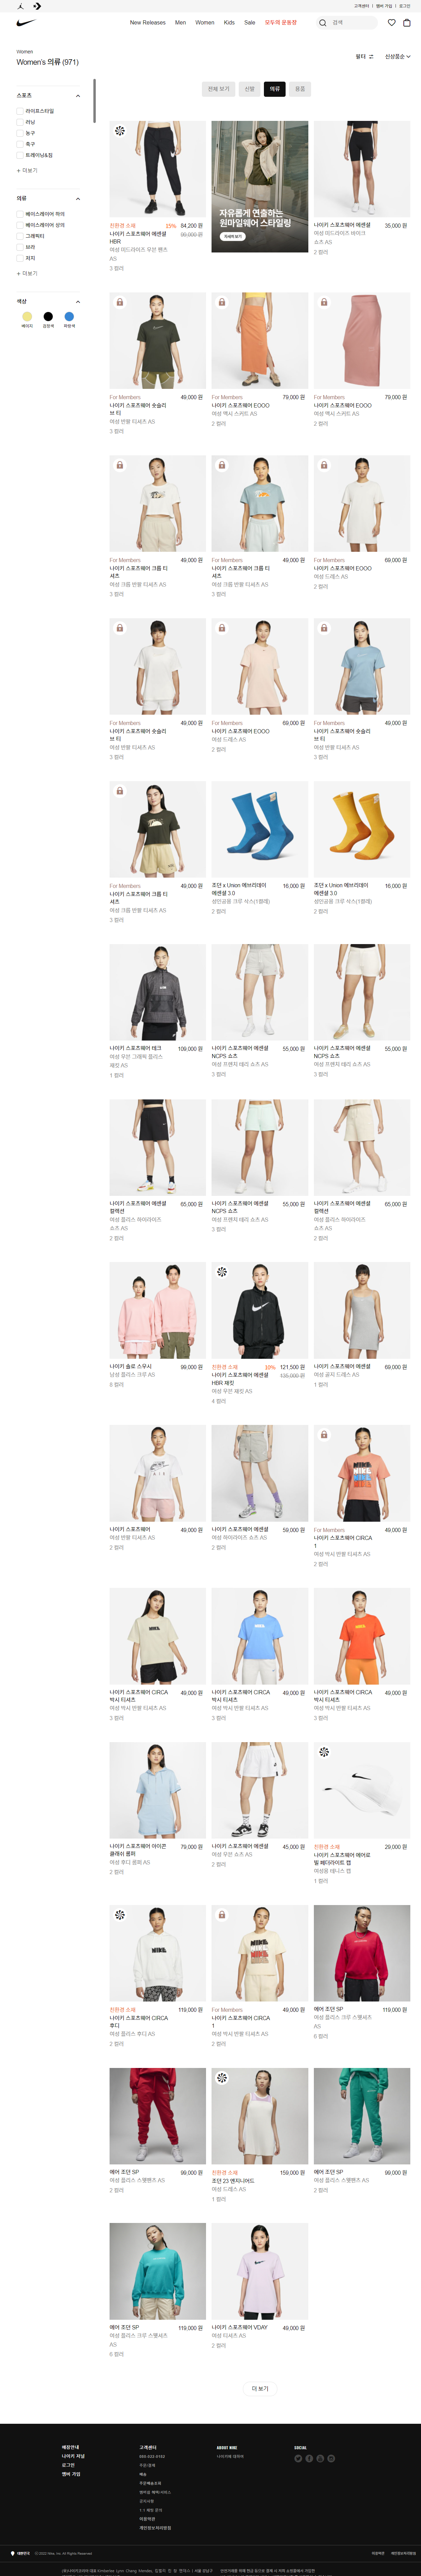 고객센터 | 멤버 가입 | 로그인
New Releases Men Women Kids Sale 모두의 운동장
검색
Women
Women's 의류 (971)
필터
신상품순
스포츠
라이프스타일
러닝
농구
축구
트레이닝&짐
+ 더보기
의류
베이스레이어 하의
베이스레이어 상의
그래픽티
브라
저지
+ 더보기
색상
베이지 검정색 파랑색
전체 보기 신발 의류 용품
친환경 소재
15% 84,200 원
99,000 원
나이키 스포츠웨어 에센셜 HBR
여성 미드라이즈 우븐 팬츠 AS
3 컬러
자유롭게 연출하는
원마일웨어 스타일링
자세히 보기
나이키 스포츠웨어 에센셜
35,000 원
여성 미드라이즈 바이크 쇼츠 AS
2 컬러
For Members
49,000 원
나이키 스포츠웨어 숏슬리브 티
여성 반팔 티셔츠 AS
3 컬러
For Members
79,000 원
나이키 스포츠웨어 EOOO
여성 맥시 스커트 AS
2 컬러
For Members
79,000 원
나이키 스포츠웨어 EOOO
여성 맥시 스커트 AS
2 컬러
For Members
49,000 원
나이키 스포츠웨어 크롭 티셔츠
여성 크롭 반팔 티셔츠 AS
3 컬러
For Members
49,000 원
나이키 스포츠웨어 크롭 티셔츠
여성 크롭 반팔 티셔츠 AS
3 컬러
For Members
69,000 원
나이키 스포츠웨어 EOOO
여성 드레스 AS
2 컬러
For Members
49,000 원
나이키 스포츠웨어 숏슬리브 티
여성 반팔 티셔츠 AS
3 컬러
For Members
69,000 원
나이키 스포츠웨어 EOOO
여성 드레스 AS
2 컬러
For Members
49,000 원
나이키 스포츠웨어 숏슬리브 티
여성 반팔 티셔츠 AS
3 컬러
For Members
49,000 원
나이키 스포츠웨어 크롭 티셔츠
여성 크롭 반팔 티셔츠 AS
3 컬러
조던 x Union 에브리데이 에센셜 3.0
16,000 원
성인공용 크루 삭스(1켤레)
2 컬러
조던 x Union 에브리데이 에센셜 3.0
16,000 원
성인공용 크루 삭스(1켤레)
2 컬러
나이키 스포츠웨어 테크
109,000 원
여성 우븐 그래픽 플리스 재킷 AS
1 컬러
나이키 스포츠웨어 에센셜 NCPS 쇼츠
55,000 원
여성 프렌치 테리 쇼츠 AS
3 컬러
나이키 스포츠웨어 에센셜 NCPS 쇼츠
55,000 원
여성 프렌치 테리 쇼츠 AS
3 컬러
나이키 스포츠웨어 에센셜 컬렉션
65,000 원
여성 플리스 하이라이즈 쇼츠 AS
2 컬러
나이키 스포츠웨어 에센셜 NCPS 쇼츠
55,000 원
여성 프렌치 테리 쇼츠 AS
3 컬러
나이키 스포츠웨어 에센셜 컬렉션
65,000 원
여성 플리스 하이라이즈 쇼츠 AS
2 컬러
나이키 솔로 스우시
99,000 원
남성 플리스 크루 AS
8 컬러
친환경 소재
10% 121,500 원
135,000 원
나이키 스포츠웨어 에센셜 HBR 재킷
여성 우븐 재킷 AS
4 컬러
나이키 스포츠웨어 에센셜
69,000 원
여성 골지 드레스 AS
1 컬러
나이키 스포츠웨어
49,000 원
여성 반팔 티셔츠 AS
2 컬러
나이키 스포츠웨어 에센셜
59,000 원
여성 하이라이즈 쇼츠 AS
2 컬러
For Members
49,000 원
나이키 스포츠웨어 CIRCA 1
여성 박시 반팔 티셔츠 AS
2 컬러
나이키 스포츠웨어 CIRCA 박시 티셔츠
49,000 원
여성 박시 반팔 티셔츠 AS
3 컬러
나이키 스포츠웨어 CIRCA 박시 티셔츠
49,000 원
여성 박시 반팔 티셔츠 AS
3 컬러
나이키 스포츠웨어 CIRCA 박시 티셔츠
49,000 원
여성 박시 반팔 티셔츠 AS
3 컬러
나이키 스포츠웨어 아이콘 클래쉬 롬퍼
79,000 원
여성 후디 롬퍼 AS
2 컬러
나이키 스포츠웨어 에센셜
45,000 원
여성 우븐 쇼츠 AS
2 컬러
친환경 소재
29,000 원
나이키 스포츠웨어 에어로빌 페더라이트 캡
여성용 테니스 캡
1 컬러
친환경 소재
119,000 원
나이키 스포츠웨어 CIRCA 후디
여성 플리스 후디 AS
2 컬러
For Members
49,000 원
나이키 스포츠웨어 CIRCA 1
여성 박시 반팔 티셔츠 AS
2 컬러
에어 조던 SP
119,000 원
여성 플리스 크루 스웻셔츠 AS
6 컬러
에어 조던 SP
99,000 원
여성 플리스 스웻팬츠 AS
2 컬러
친환경 소재
159,000 원
조던 23 엔지니어드
여성 드레스 AS
1 컬러
에어 조던 SP
99,000 원
여성 플리스 스웻팬츠 AS
2 컬러
에어 조던 SP
119,000 원
여성 플리스 크루 스웻셔츠 AS
6 컬러
나이키 스포츠웨어 VDAY
49,000 원
여성 티셔츠 AS
2 컬러
더 보기
매장안내
나이키 저널
로그인
멤버 가입
고객센터
080-022-0182
주문/결제
배송
주문배송조회
멤버십 혜택/서비스
공지사항
1:1 채팅 문의
이용약관
개인정보처리방침
ABOUT NIKE
나이키에 대하여
SOCIAL
대한민국
ⓒ 2022 Nike, Inc. All Rights Reserved
이용약관 개인정보처리방침